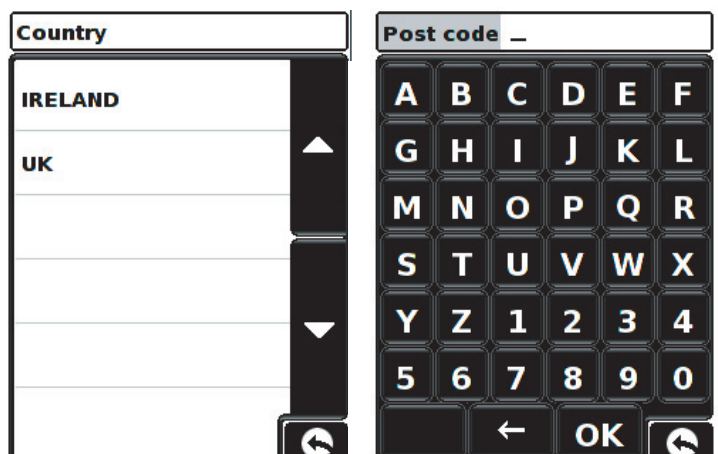 Country
IRELAND
UK
Post code _
A B C D E F
G H I J K L
M N O P Q R
S T U V W X
Y Z 1 2 3 4
5 6 7 8 9 0
← OK